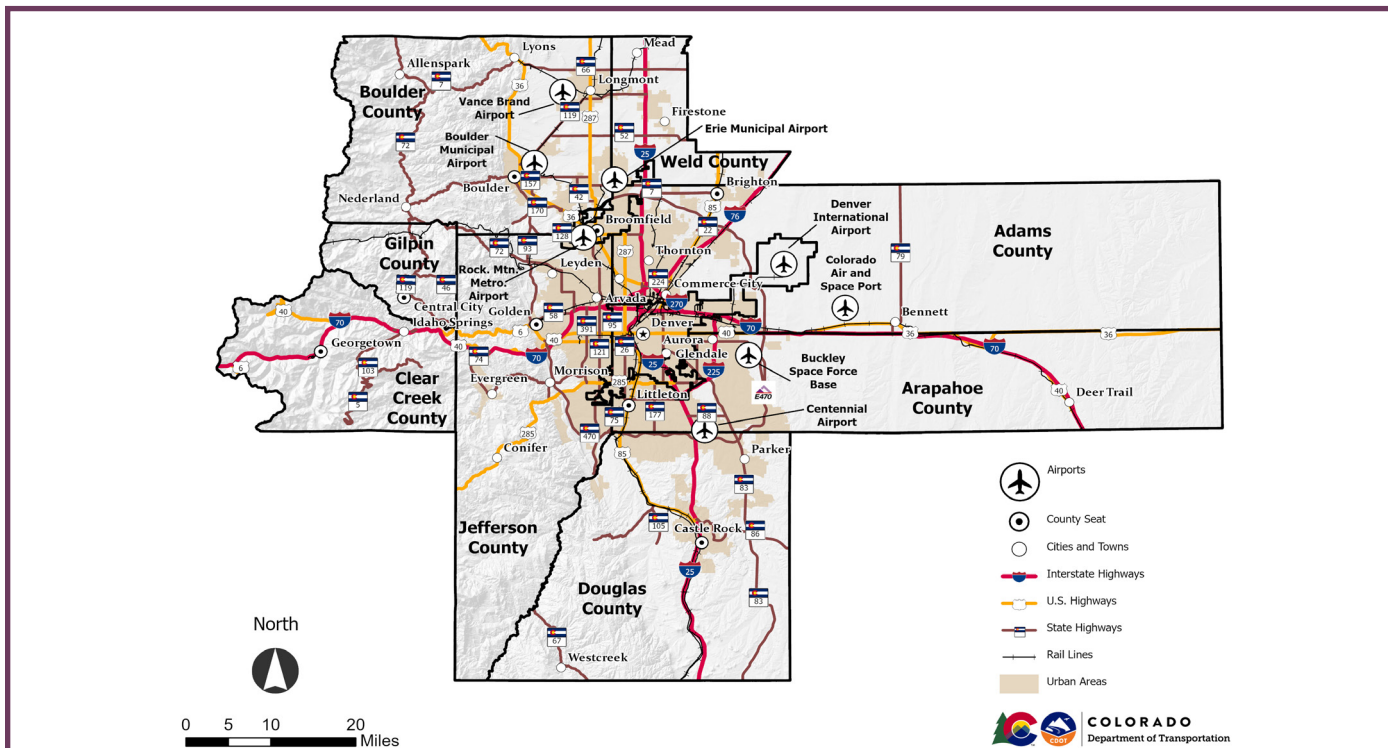 Mead
Lyons
Allenspark
66
7
36
Longmont
Boulder
County
Vance Brand
Airport
119
287
Firestone
Erie Municipal Airport
52
Boulder
Municipal
Airport
72
25
Weld County
Boulder
157
42
7
Brighton
Nederland
170
36
85
76
Broomfield
22
128
Denver
International
Airport
Adams
County
Gilpin
County
72
93
287
Thornton
79
Leyden
Rock. Mtn.
Metro.
Airport
224
Commerce City
Colorado
Air and
Space Port
119
46
Central City
Arvada
270
Golden
58
40
70
Idaho Springs
6
391
95
Denver
40
70
Bennett
36
36
Georgetown
40
40
121
26
Aurora
Glendale
70
6
74
70
25
225
Buckley
Space Force
Base
103
Evergreen
Morrison
285
Clear
Creek
County
5
Littleton
E470
Arapahoe
County
40
Deer Trail
75
177
88
Centennial
Airport
285
470
Conifer
85
Parker
83
Jefferson
County
105
Castle Rock
86
25
Douglas
County
83
67
Westcreek
Airports
County Seat
Cities and Towns
Interstate Highways
U.S. Highways
State Highways
Rail Lines
Urban Areas
North
0 5 10 20
Miles
CDOT
COLORADO
Department of Transportation